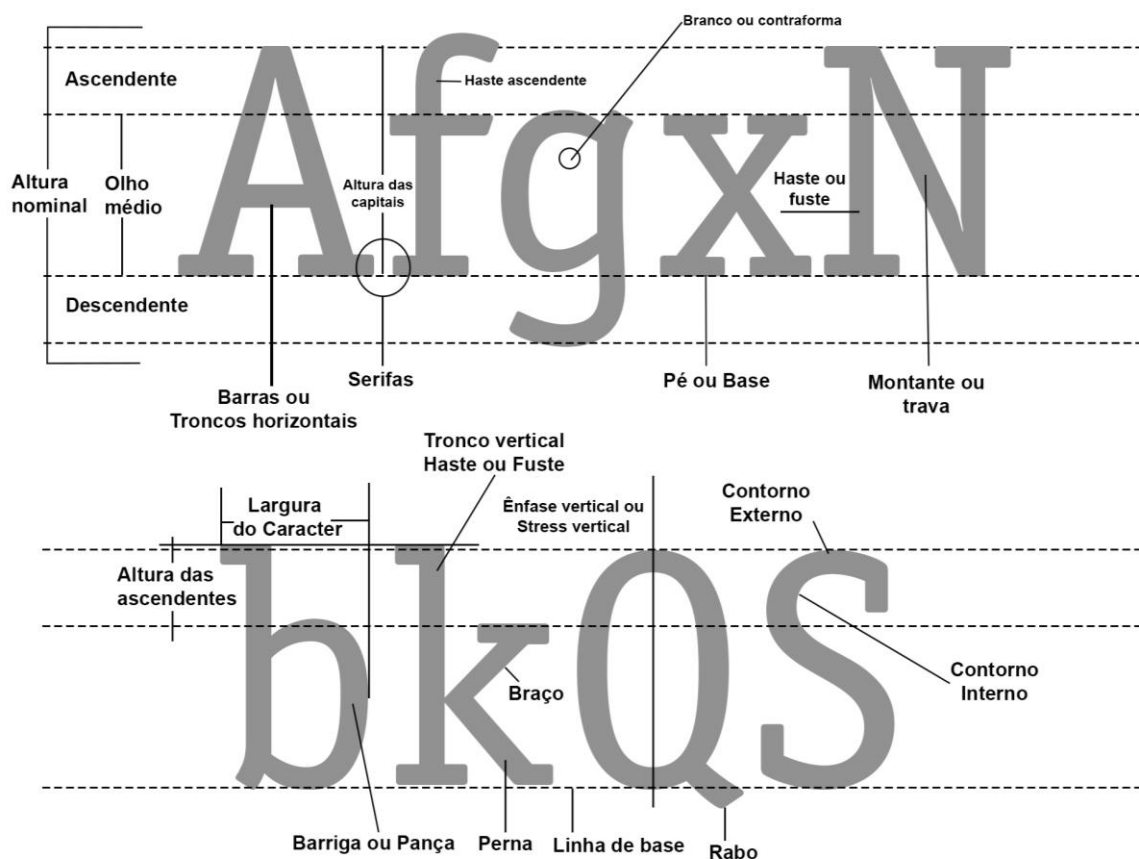 Branco ou contraforma
Ascendente
Haste ascendente
Altura
nominal
Olho
médio
Altura das
capitais
Haste ou
fuste
AfgxN
Descendente
Serifas
Pé ou Base
Montante ou
trava
Barras ou
Troncos horizontais
Tronco vertical
Haste ou Fuste
Largura
do Caracter
Ênfase vertical ou
Stress vertical
Contorno
Externo
Altura das
ascendentes
bkQS
Braço
Contorno
Interno
Barriga ou Pança
Perna
Linha de base
Rabo